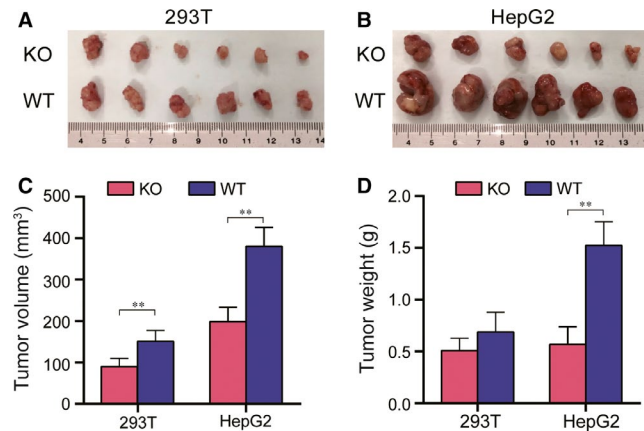 A
293T
KO
WT
4 5 6 7 8 9 10 11 12 13 14
B
HepG2
KO
WT
4 5 6 7 8 9 10 11 12 13
C
KO WT
Tumor volume (mm³)
500
400
300
200
100
0
**
**
293T HepG2
D
KO WT
Tumor weight (g)
2.0
1.5
1.0
0.5
0.0
**
293T HepG2